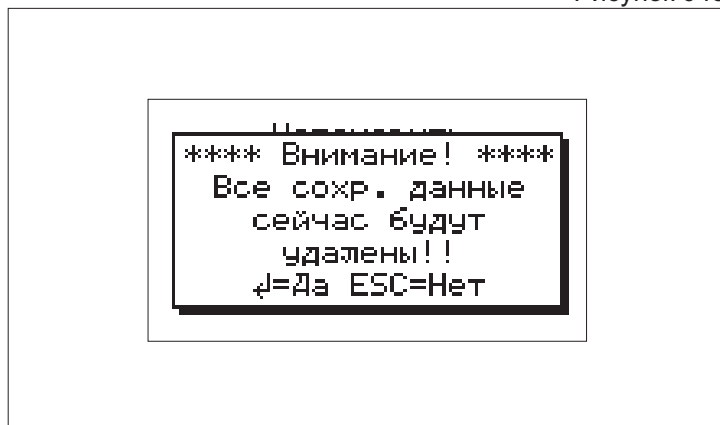 **** Внимание! ****
Все сохр. данные
сейчас будут
удалены!!
↲=Да ESC=Нет